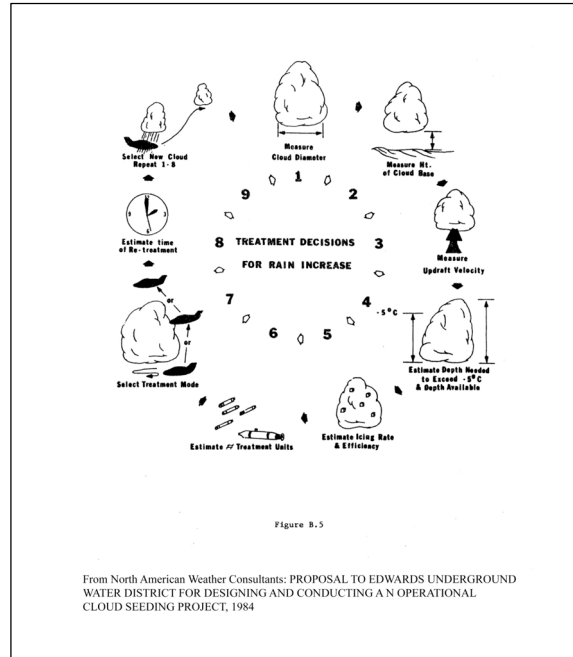 Measure
Cloud Diameter
Measure Ht.
of Cloud Base
Measure
Updraft Velocity
-5°C
Estimate Depth Needed
to Exceed -5°C
& Depth Available
Estimate Icing Rate
& Efficiency
Estimate # Treatment Units
Select Treatment Mode
or
or
Estimate time
of Re-treatment
9
3
6
Select New Cloud
Repeat 1-8
1
2
3
4
5
6
7
8
9
TREATMENT DECISIONS
FOR RAIN INCREASE
Figure B.5
From North American Weather Consultants: PROPOSAL TO EDWARDS UNDERGROUND
WATER DISTRICT FOR DESIGNING AND CONDUCTING A N OPERATIONAL
CLOUD SEEDING PROJECT, 1984